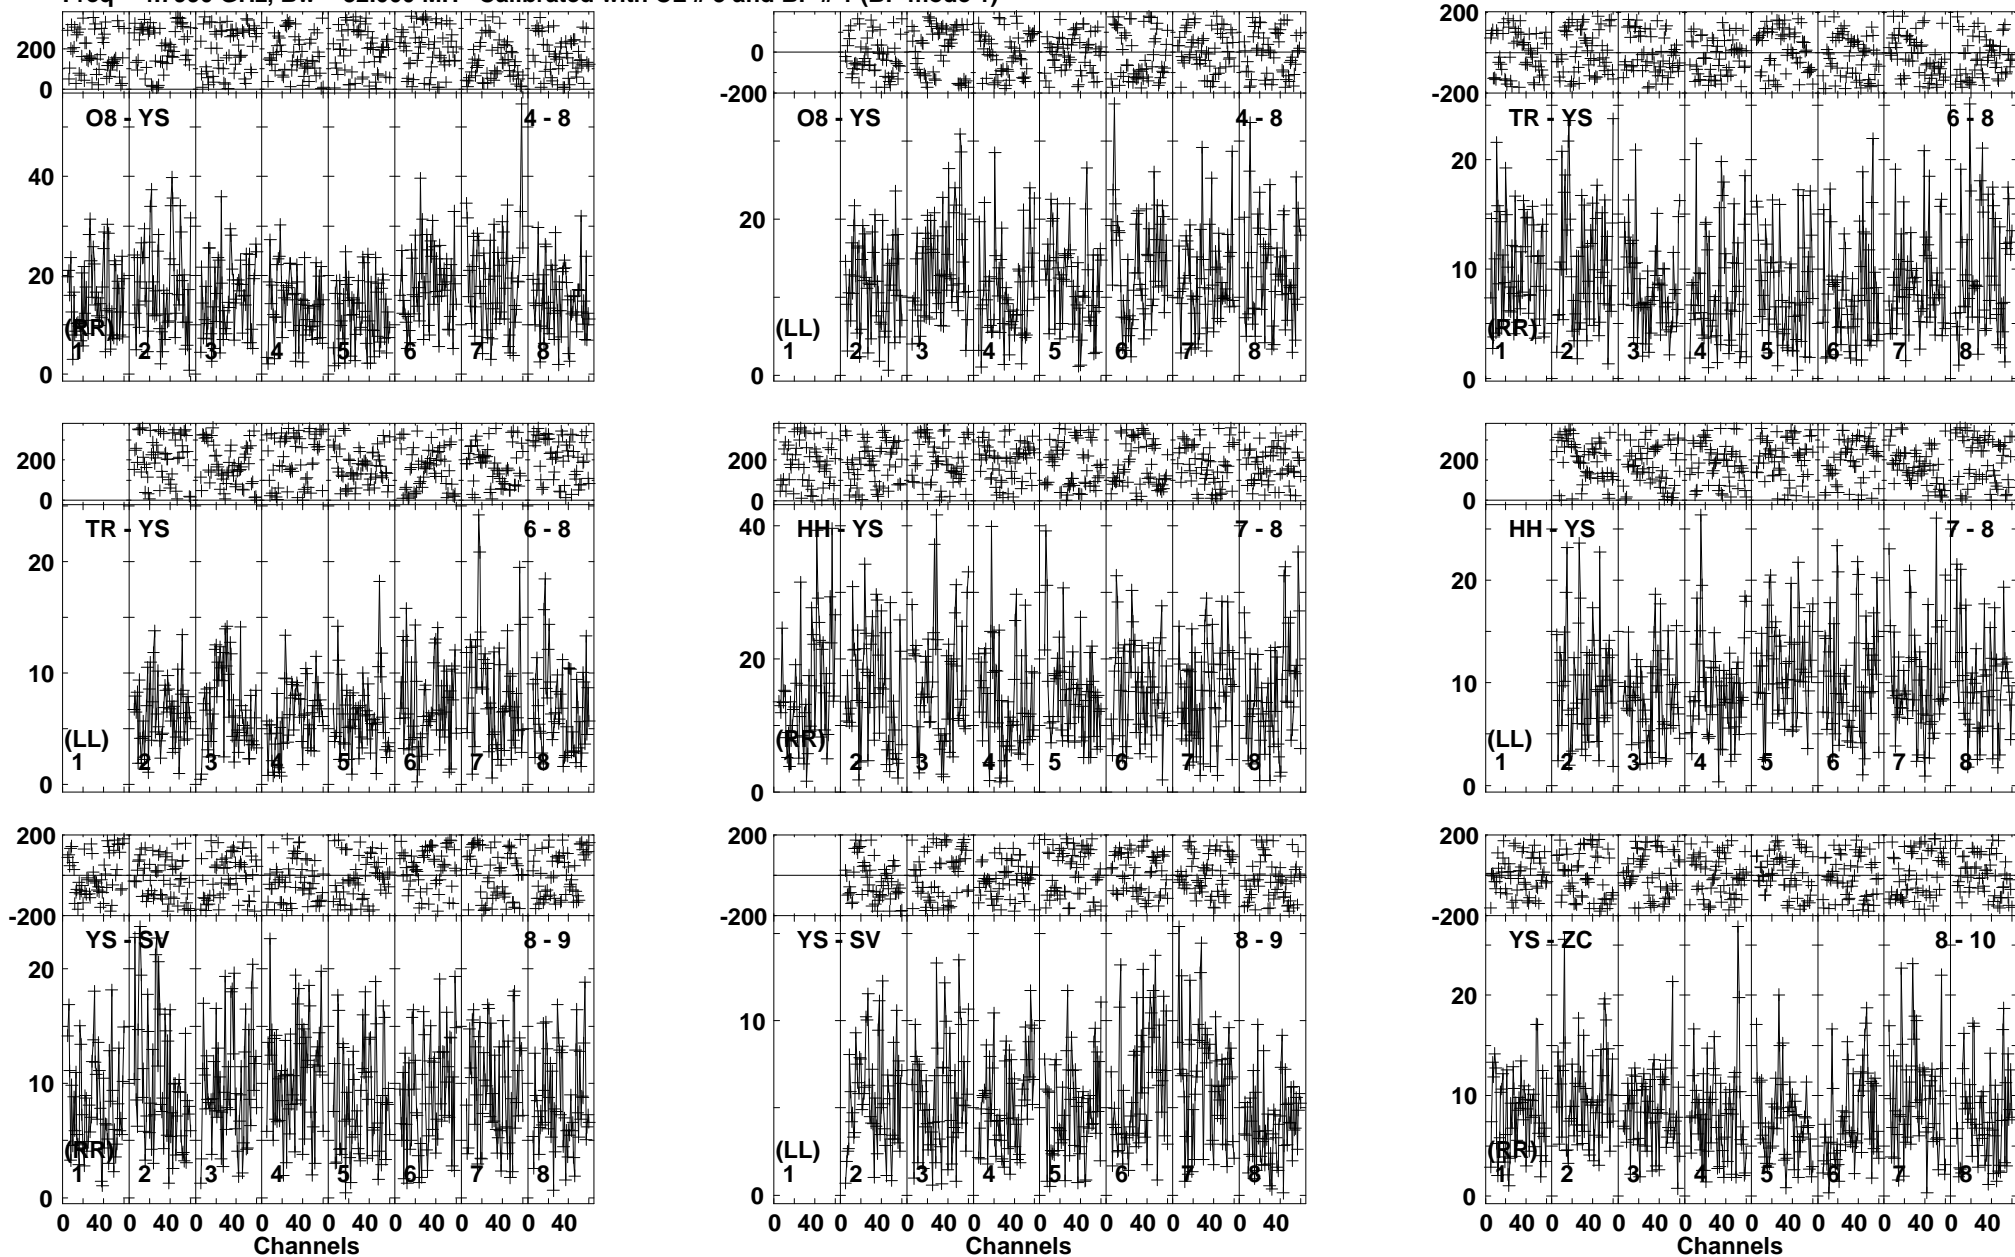 200 0 200 0 -200 200 -200
O8 - YS 4 - 8 O8 - YS 4 - 8 TR - YS 6 - 8
40 20 0 20 0 20 10 0
(RR) (LL) (RR)
1 2 3 4 5 6 7 8 1 2 3 4 5 6 7 8 1 2 3 4 5 6 7 8
200 0 200 0 200 0
TR - YS 6 - 8 HH - YS 7 - 8 HH - YS 7 - 8
20 10 0 40 20 0 20 10 0
(LL) (RR) (LL)
1 2 3 4 5 6 7 8 1 2 3 4 5 6 7 8 1 2 3 4 5 6 7 8
200 -200 200 -200 200 -200
YS - SV 8 - 9 YS - SV 8 - 9 YS - ZC 8 - 10
20 10 0 10 0 20 10 0
(RR) (LL) (RR)
1 2 3 4 5 6 7 8 1 2 3 4 5 6 7 8 1 2 3 4 5 6 7 8
0 40 0 40 0 40 0 40 0 40 0 40 0 40 0 40 0 40 0 40 0 40 0 40 0 40 0 40 0 40 0 40 0 40 0 40 0 40 0 40 0 40 0 40 0 40 0 40
Channels Channels Channels